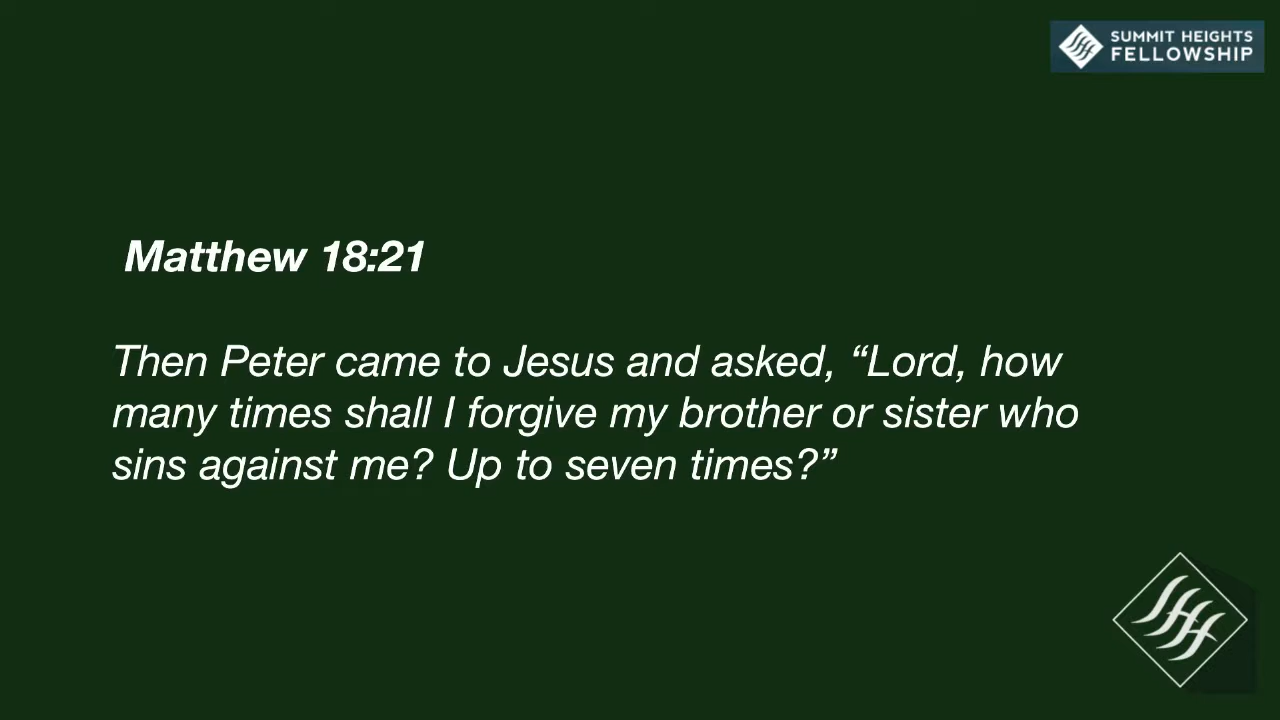 SUMMIT HEIGHTS
FELLOWSHIP
Matthew 18:21
Then Peter came to Jesus and asked, “Lord, how
many times shall I forgive my brother or sister who
sins against me? Up to seven times?”